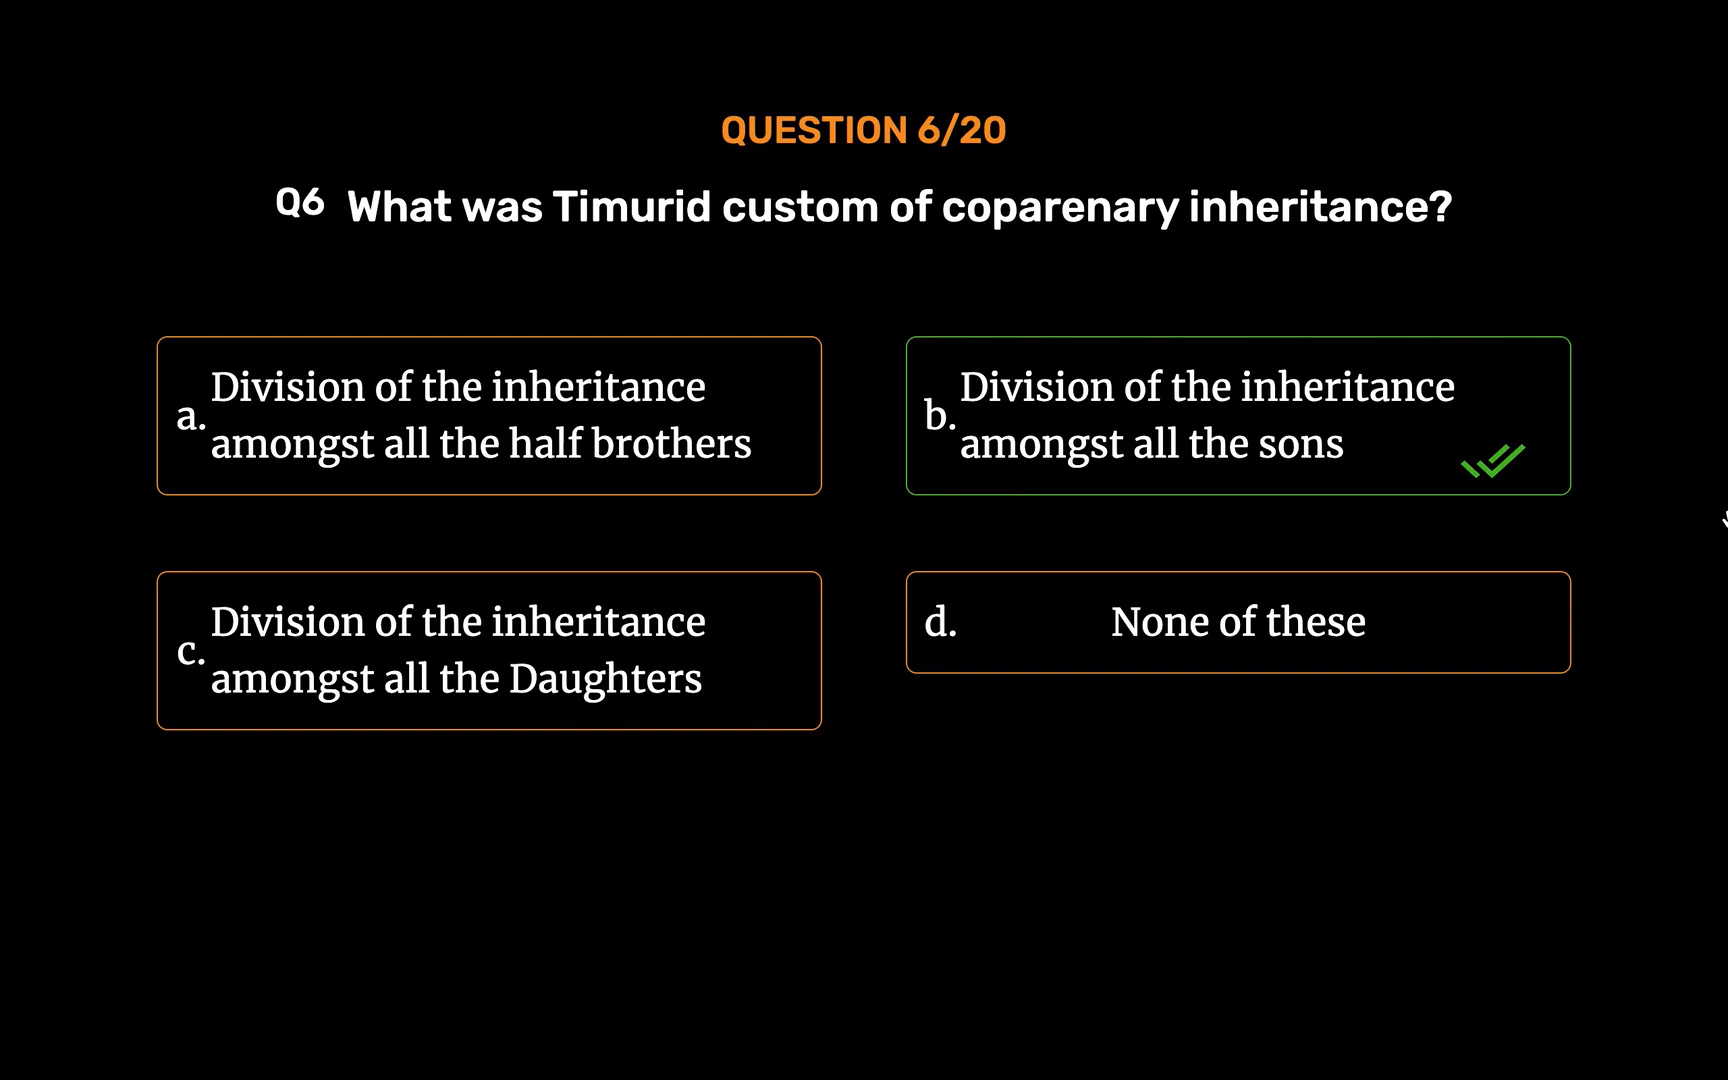 QUESTION 6/20
Q6 What was Timurid custom of coparenary inheritance?
a. Division of the inheritance
amongst all the half brothers
b. Division of the inheritance
amongst all the sons
c. Division of the inheritance
amongst all the Daughters
d. None of these